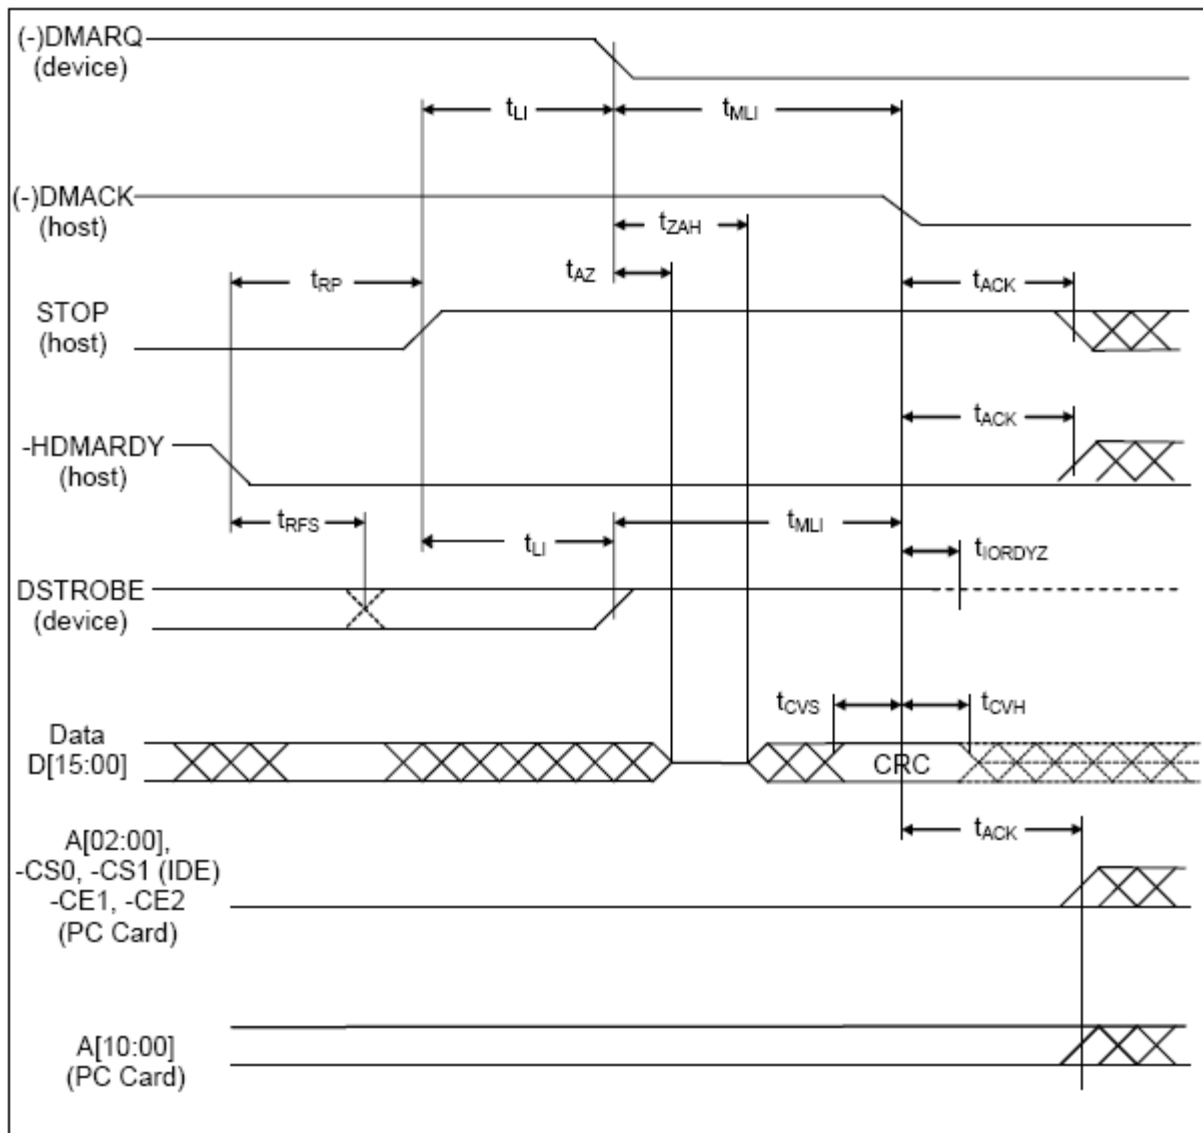 (-)DMARQ
(device)
tLI
tMLI
(-)DMACK
(host)
tZAH
tAZ
tRP
tACK
STOP
(host)
tACK
-HDMARDY
(host)
tRFS
tLI
tMLI
tIORDYZ
DSTROBE
(device)
tCVS
tCVH
Data
D[15:00]
CRC
tACK
A[02:00],
-CS0, -CS1 (IDE)
-CE1, -CE2
(PC Card)
A[10:00]
(PC Card)